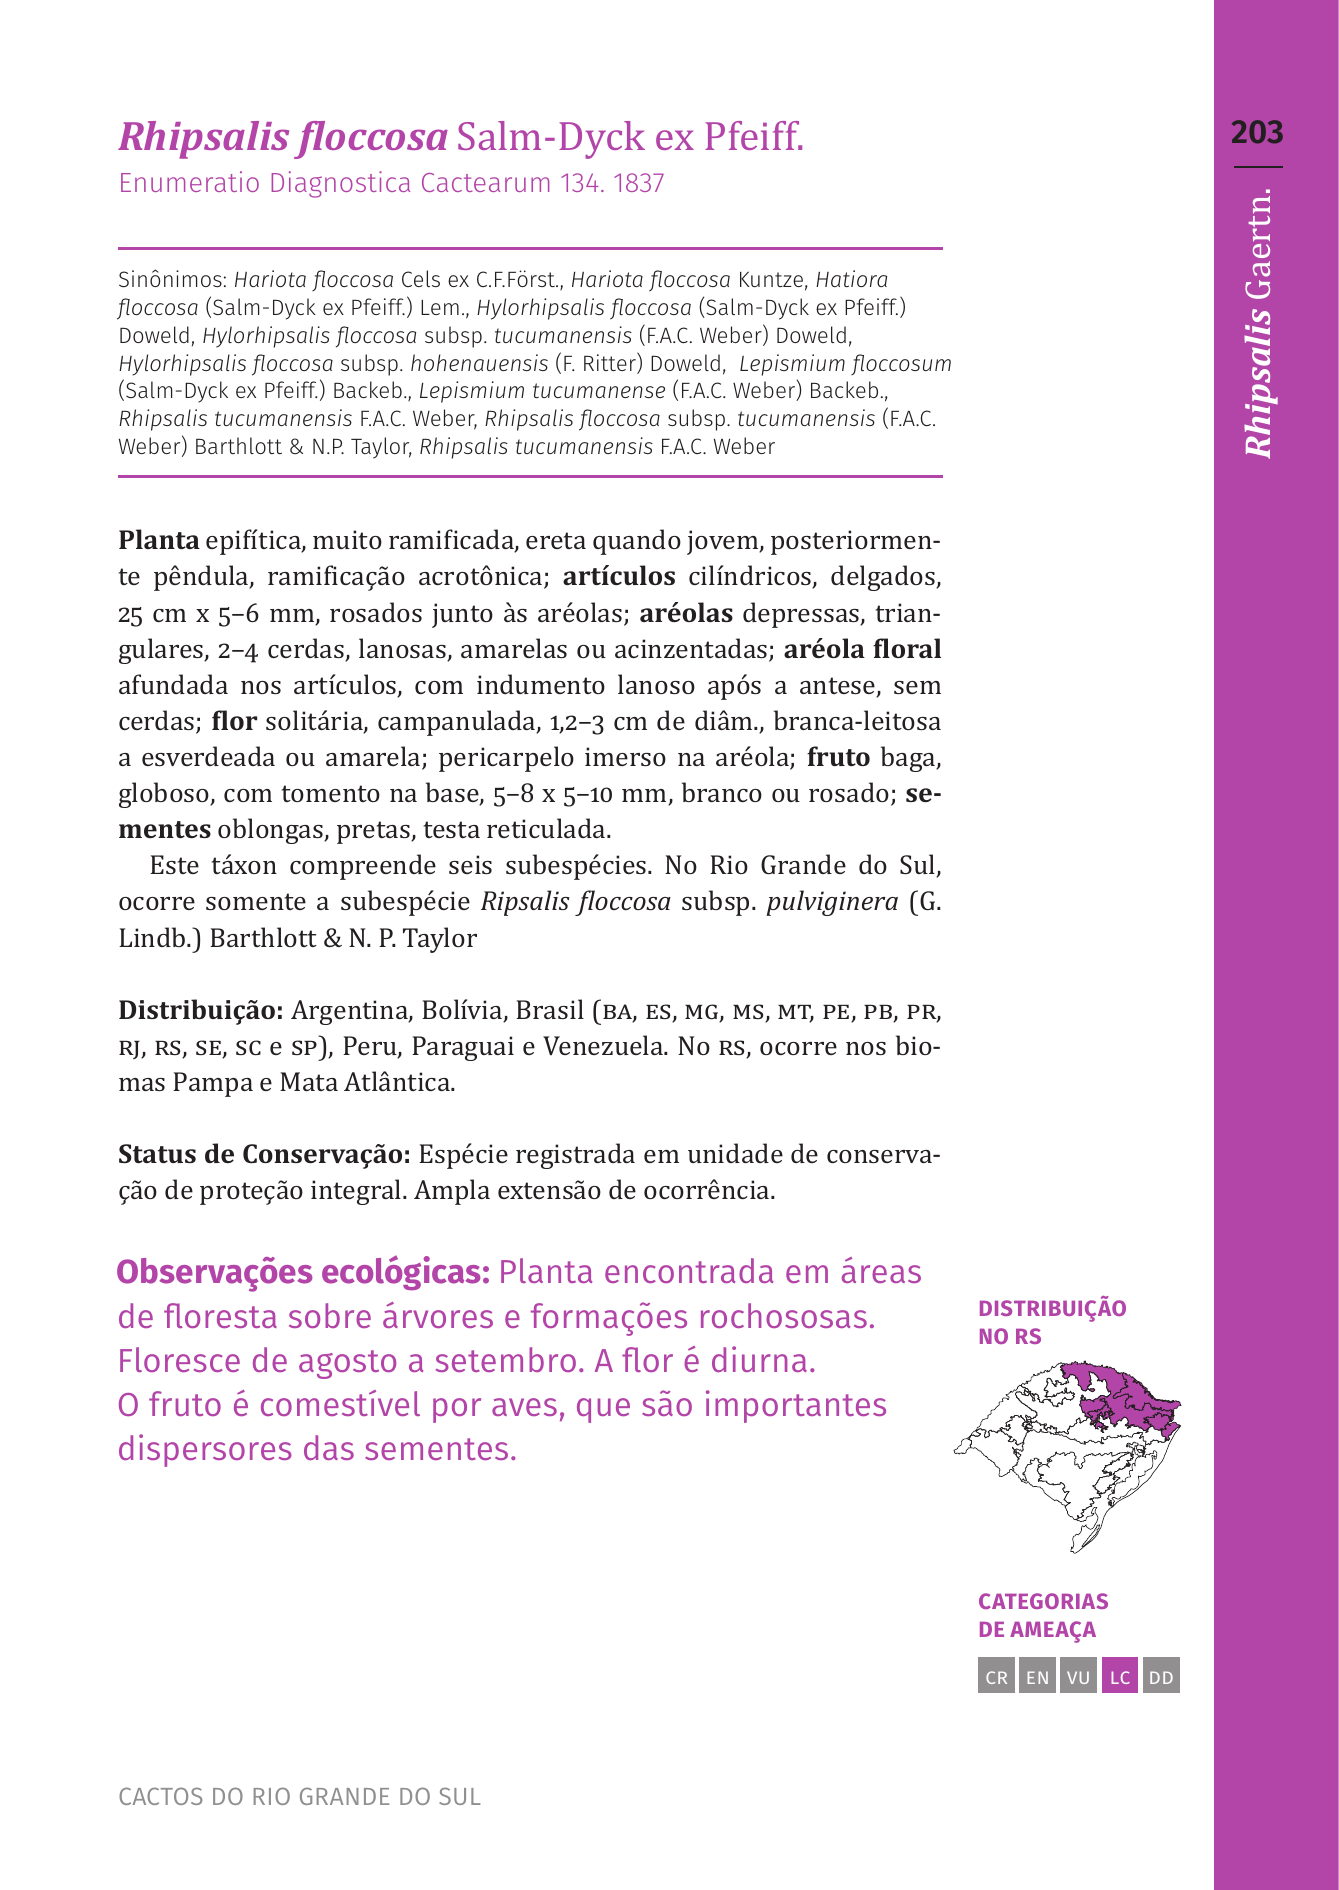 Rhipsalis floccosa Salm-Dyck ex Pfeiff.
Enumeratio Diagnostica Cactearum 134. 1837
203
Rhipsalis Gaertn.
Sinônimos: Hariota floccosa Cels ex C.F.Först., Hariota floccosa Kuntze, Hatiora
floccosa (Salm-Dyck ex Pfeiff.) Lem., Hylorhipsalis floccosa (Salm-Dyck ex Pfeiff.)
Doweld, Hylorhipsalis floccosa subsp. tucumanensis (F.A.C. Weber) Doweld,
Hylorhipsalis floccosa subsp. hohenauensis (F. Ritter) Doweld, Lepismium floccosum
(Salm-Dyck ex Pfeiff.) Backeb., Lepismium tucumanense (F.A.C. Weber) Backeb.,
Rhipsalis tucumanensis F.A.C. Weber, Rhipsalis floccosa subsp. tucumanensis (F.A.C.
Weber) Barthlott & N.P. Taylor, Rhipsalis tucumanensis F.A.C. Weber
Planta epifítica, muito ramificada, ereta quando jovem, posteriormen-
te pêndula, ramificação acrotônica; artículos cilíndricos, delgados,
25 cm x 5–6 mm, rosados junto às aréolas; aréolas depressas, trian-
gulares, 2–4 cerdas, lanosas, amarelas ou acinzentadas; aréola floral
afundada nos artículos, com indumento lanoso após a antese, sem
cerdas; flor solitária, campanulada, 1,2–3 cm de diâm., branca-leitosa
a esverdeada ou amarela; pericarpelo imerso na aréola; fruto baga,
globoso, com tomento na base, 5–8 x 5–10 mm, branco ou rosado; se-
mentes oblongas, pretas, testa reticulada.
Este táxon compreende seis subespécies. No Rio Grande do Sul,
ocorre somente a subespécie Ripsalis floccosa subsp. pulviginera (G.
Lindb.) Barthlott & N. P. Taylor
Distribuição: Argentina, Bolívia, Brasil (BA, ES, MG, MS, MT, PE, PB, PR,
RJ, RS, SE, SC e SP), Peru, Paraguai e Venezuela. No RS, ocorre nos bio-
mas Pampa e Mata Atlântica.
Status de Conservação: Espécie registrada em unidade de conserva-
ção de proteção integral. Ampla extensão de ocorrência.
Observações ecológicas: Planta encontrada em áreas
de floresta sobre árvores e formações rochososas.
Floresce de agosto a setembro. A flor é diurna.
O fruto é comestível por aves, que são importantes
dispersores das sementes.
DISTRIBUIÇÃO
NO RS
CATEGORIAS
DE AMEAÇA
CR EN VU LC DD
CACTOS DO RIO GRANDE DO SUL